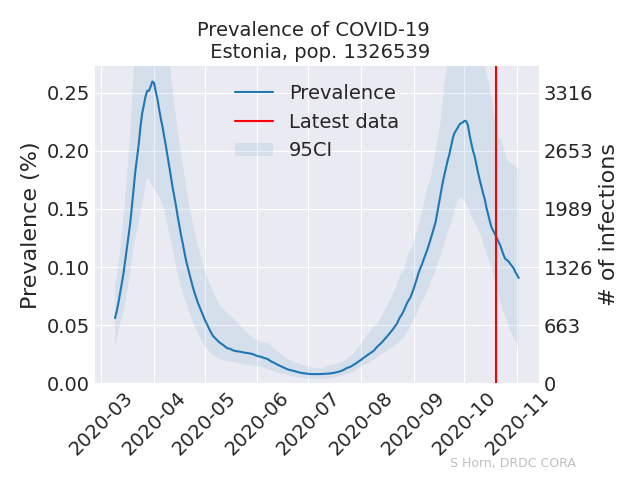 Prevalence of COVID-19
Estonia, pop. 1326539
Prevalence
Latest data
95CI
Prevalence (%)
0.25
0.20
0.15
0.10
0.05
0.00
3316
2653
1989
1326
663
0
# of infections
2020-03
2020-04
2020-05
2020-06
2020-07
2020-08
2020-09
2020-10
2020-11
S Horn, DRDC CORA